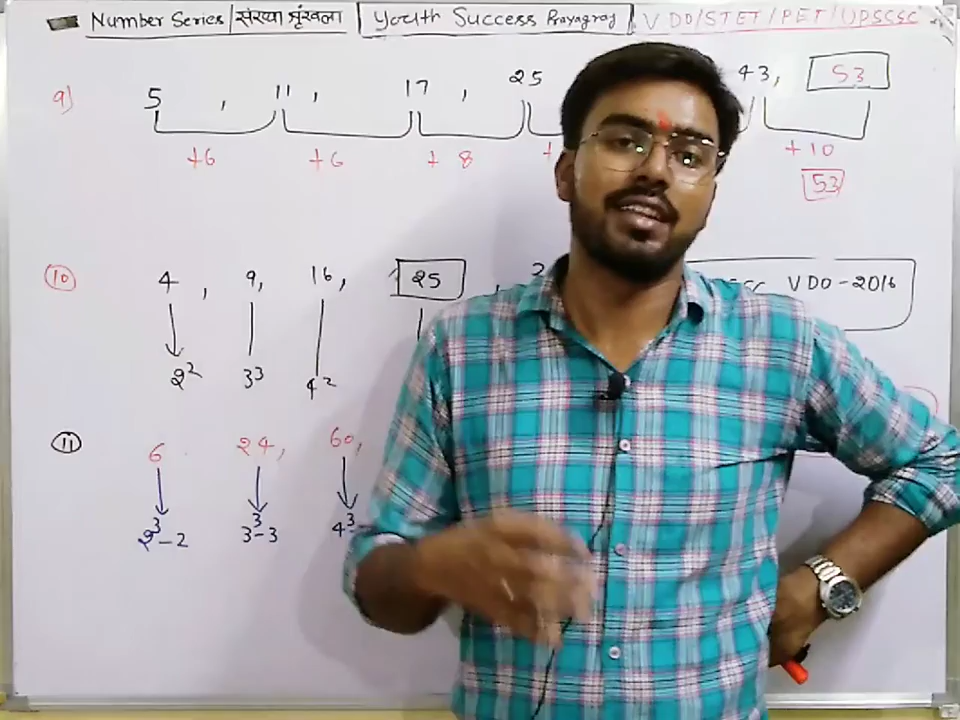 Number Series | संख्या श्रृंखला Youth Success Prayagraj VDO/STET/PET/UPSSSC
9) 5 , 11 , 17 , 25 43, 53
+6 +6 + 8 + +10
53
10 4 , 9, 16, 25 , 2 SSC VDO-2016
2² 3³ 4²
11 6 24, 60,
2³-2 3³-3 4³-